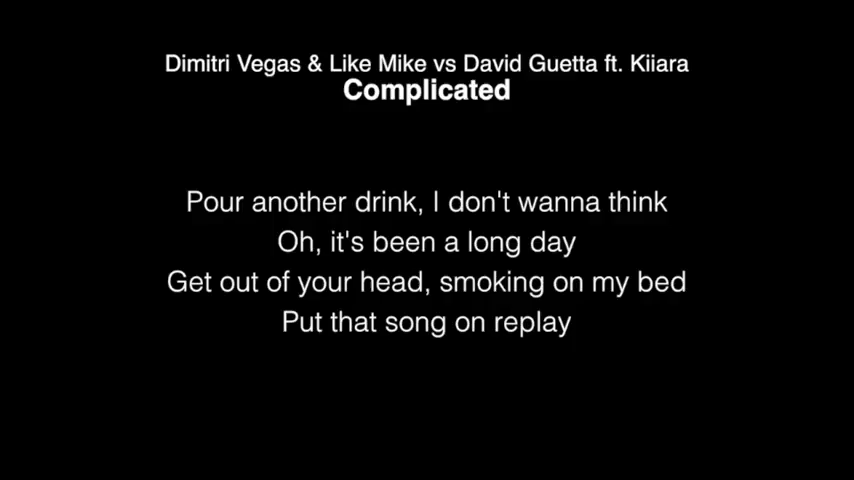 Dimitri Vegas & Like Mike vs David Guetta ft. Kiiara
Complicated
Pour another drink, I don't wanna think
Oh, it's been a long day
Get out of your head, smoking on my bed
Put that song on replay